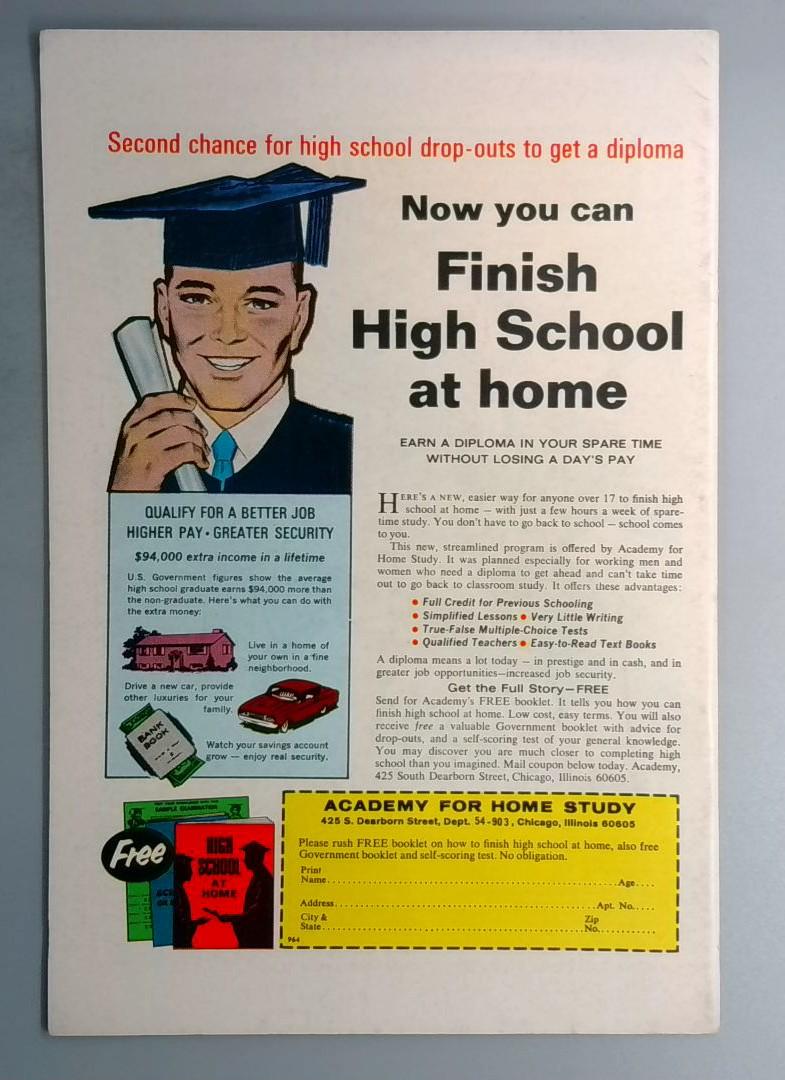 Second chance for high school drop-outs to get a diploma
Now you can
Finish
High School
at home
EARN A DIPLOMA IN YOUR SPARE TIME
WITHOUT LOSING A DAY'S PAY
QUALIFY FOR A BETTER JOB
HIGHER PAY • GREATER SECURITY
$94,000 extra income in a lifetime
U.S. Government figures show the average
high school graduate earns $94,000 more than
the non-graduate. Here's what you can do with
the extra money:
Live in a home of
your own in a fine
neighborhood.
Drive a new car, provide
other luxuries for your
family.
BANK
BOOK
Watch your savings account
grow — enjoy real security.
HERE'S A NEW, easier way for anyone over 17 to finish high
school at home — with just a few hours a week of spare-
time study. You don't have to go back to school — school comes
to you.
This new, streamlined program is offered by Academy for
Home Study. It was planned especially for working men and
women who need a diploma to get ahead and can't take time
out to go back to classroom study. It offers these advantages:
• Full Credit for Previous Schooling
• Simplified Lessons • Very Little Writing
• True-False Multiple-Choice Tests
• Qualified Teachers • Easy-to-Read Text Books
A diploma means a lot today — in prestige and in cash, and in
greater job opportunities—increased job security.
Get the Full Story—FREE
Send for Academy's FREE booklet. It tells you how you can
finish high school at home. Low cost, easy terms. You will also
receive free a valuable Government booklet with advice for
drop-outs, and a self-scoring test of your general knowledge.
You may discover you are much closer to completing high
school than you imagined. Mail coupon below today. Academy,
425 South Dearborn Street, Chicago, Illinois 60605.
SAMPLE EXAMINATION
Free
HIGH
SCHOOL
AT
HOME
ACADEMY FOR HOME STUDY
425 S. Dearborn Street, Dept. 54-903, Chicago, Illinois 60605
Please rush FREE booklet on how to finish high school at home, also free
Government booklet and self-scoring test. No obligation.
Print
Name.....Age....
Address.....Apt. No.....
City & Zip
State.....No.....
964